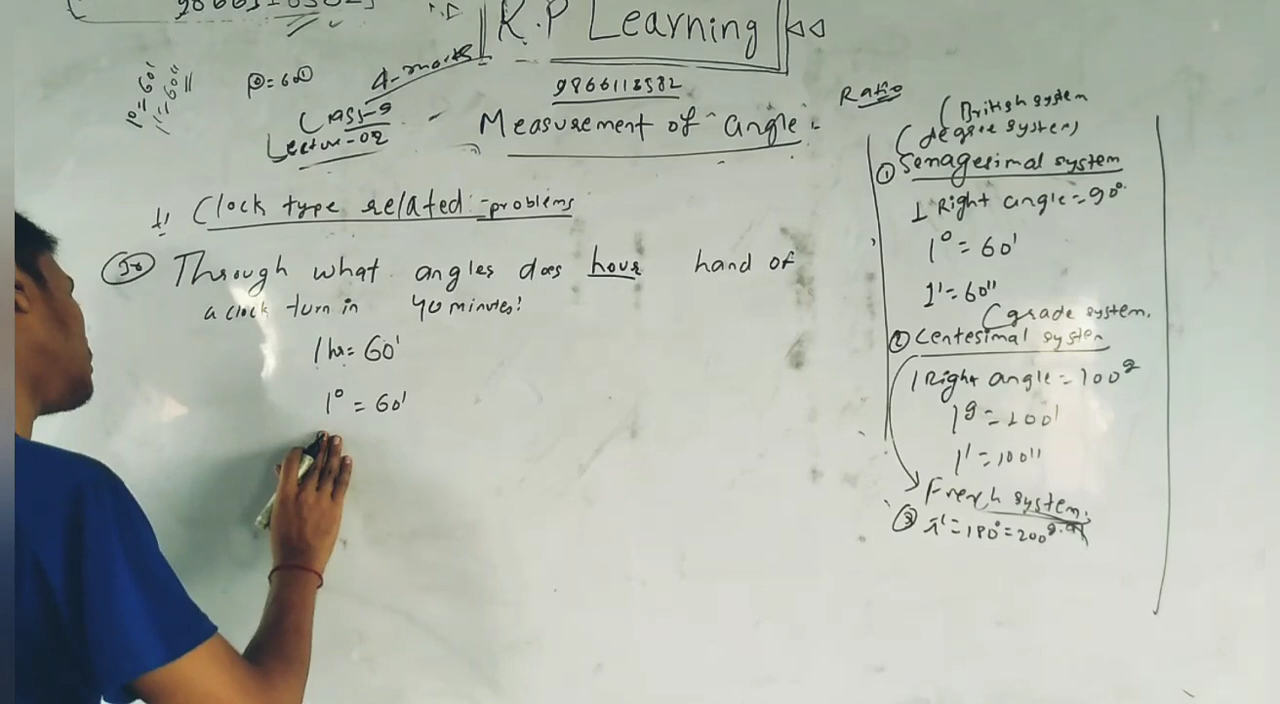 K.P Learning
9866118582
1° = 60'
1' = 60"
4-marks
Class-9
Lecture-02
Measurement of angle:
Clock type related problems
Through what angles does hour hand of
a clock turn in 40 minutes?
1 hr = 60'
1° = 60'
Ratio
(British system
(degree system)
① Senagesimal system
1 Right angle = 90°
1° = 60'
1' = 60"
(grade system.
② Centesimal system
1 Right angle = 100g
1g = 100'
1' = 100"
French system.
③ = 180° = 200g